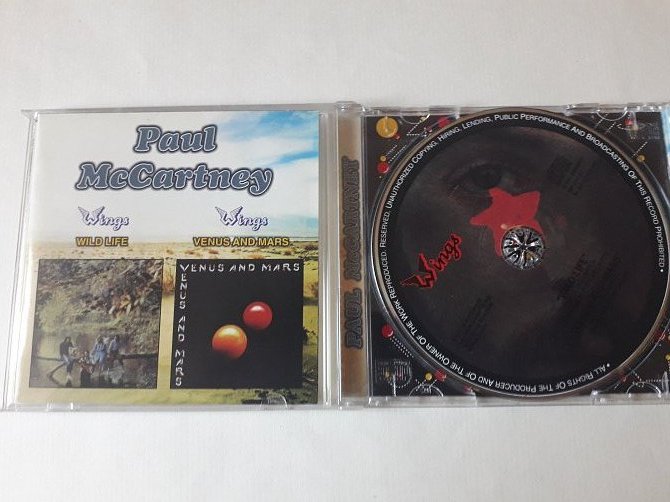 Paul
McCartney
Wings
Wings
WILD LIFE
VENUS AND MARS
VENUS AND MARS
VENUS AND MARS
PAUL MCCARTNEY
Wings
UNAUTHORIZED COPYING, HIRING, LENDING, PUBLIC PERFORMANCE AND BROADCASTING OF THIS RECORD PROHIBITED •
• ALL RIGHTS OF THE PRODUCER AND OF THE OWNER OF THE WORK REPRODUCED. RESERVED.